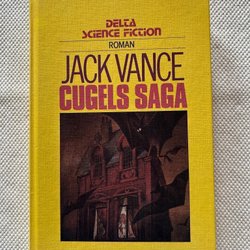 DELTA
SCIENCE FICTION
ROMAN
JACK VANCE
CUGELS SAGA